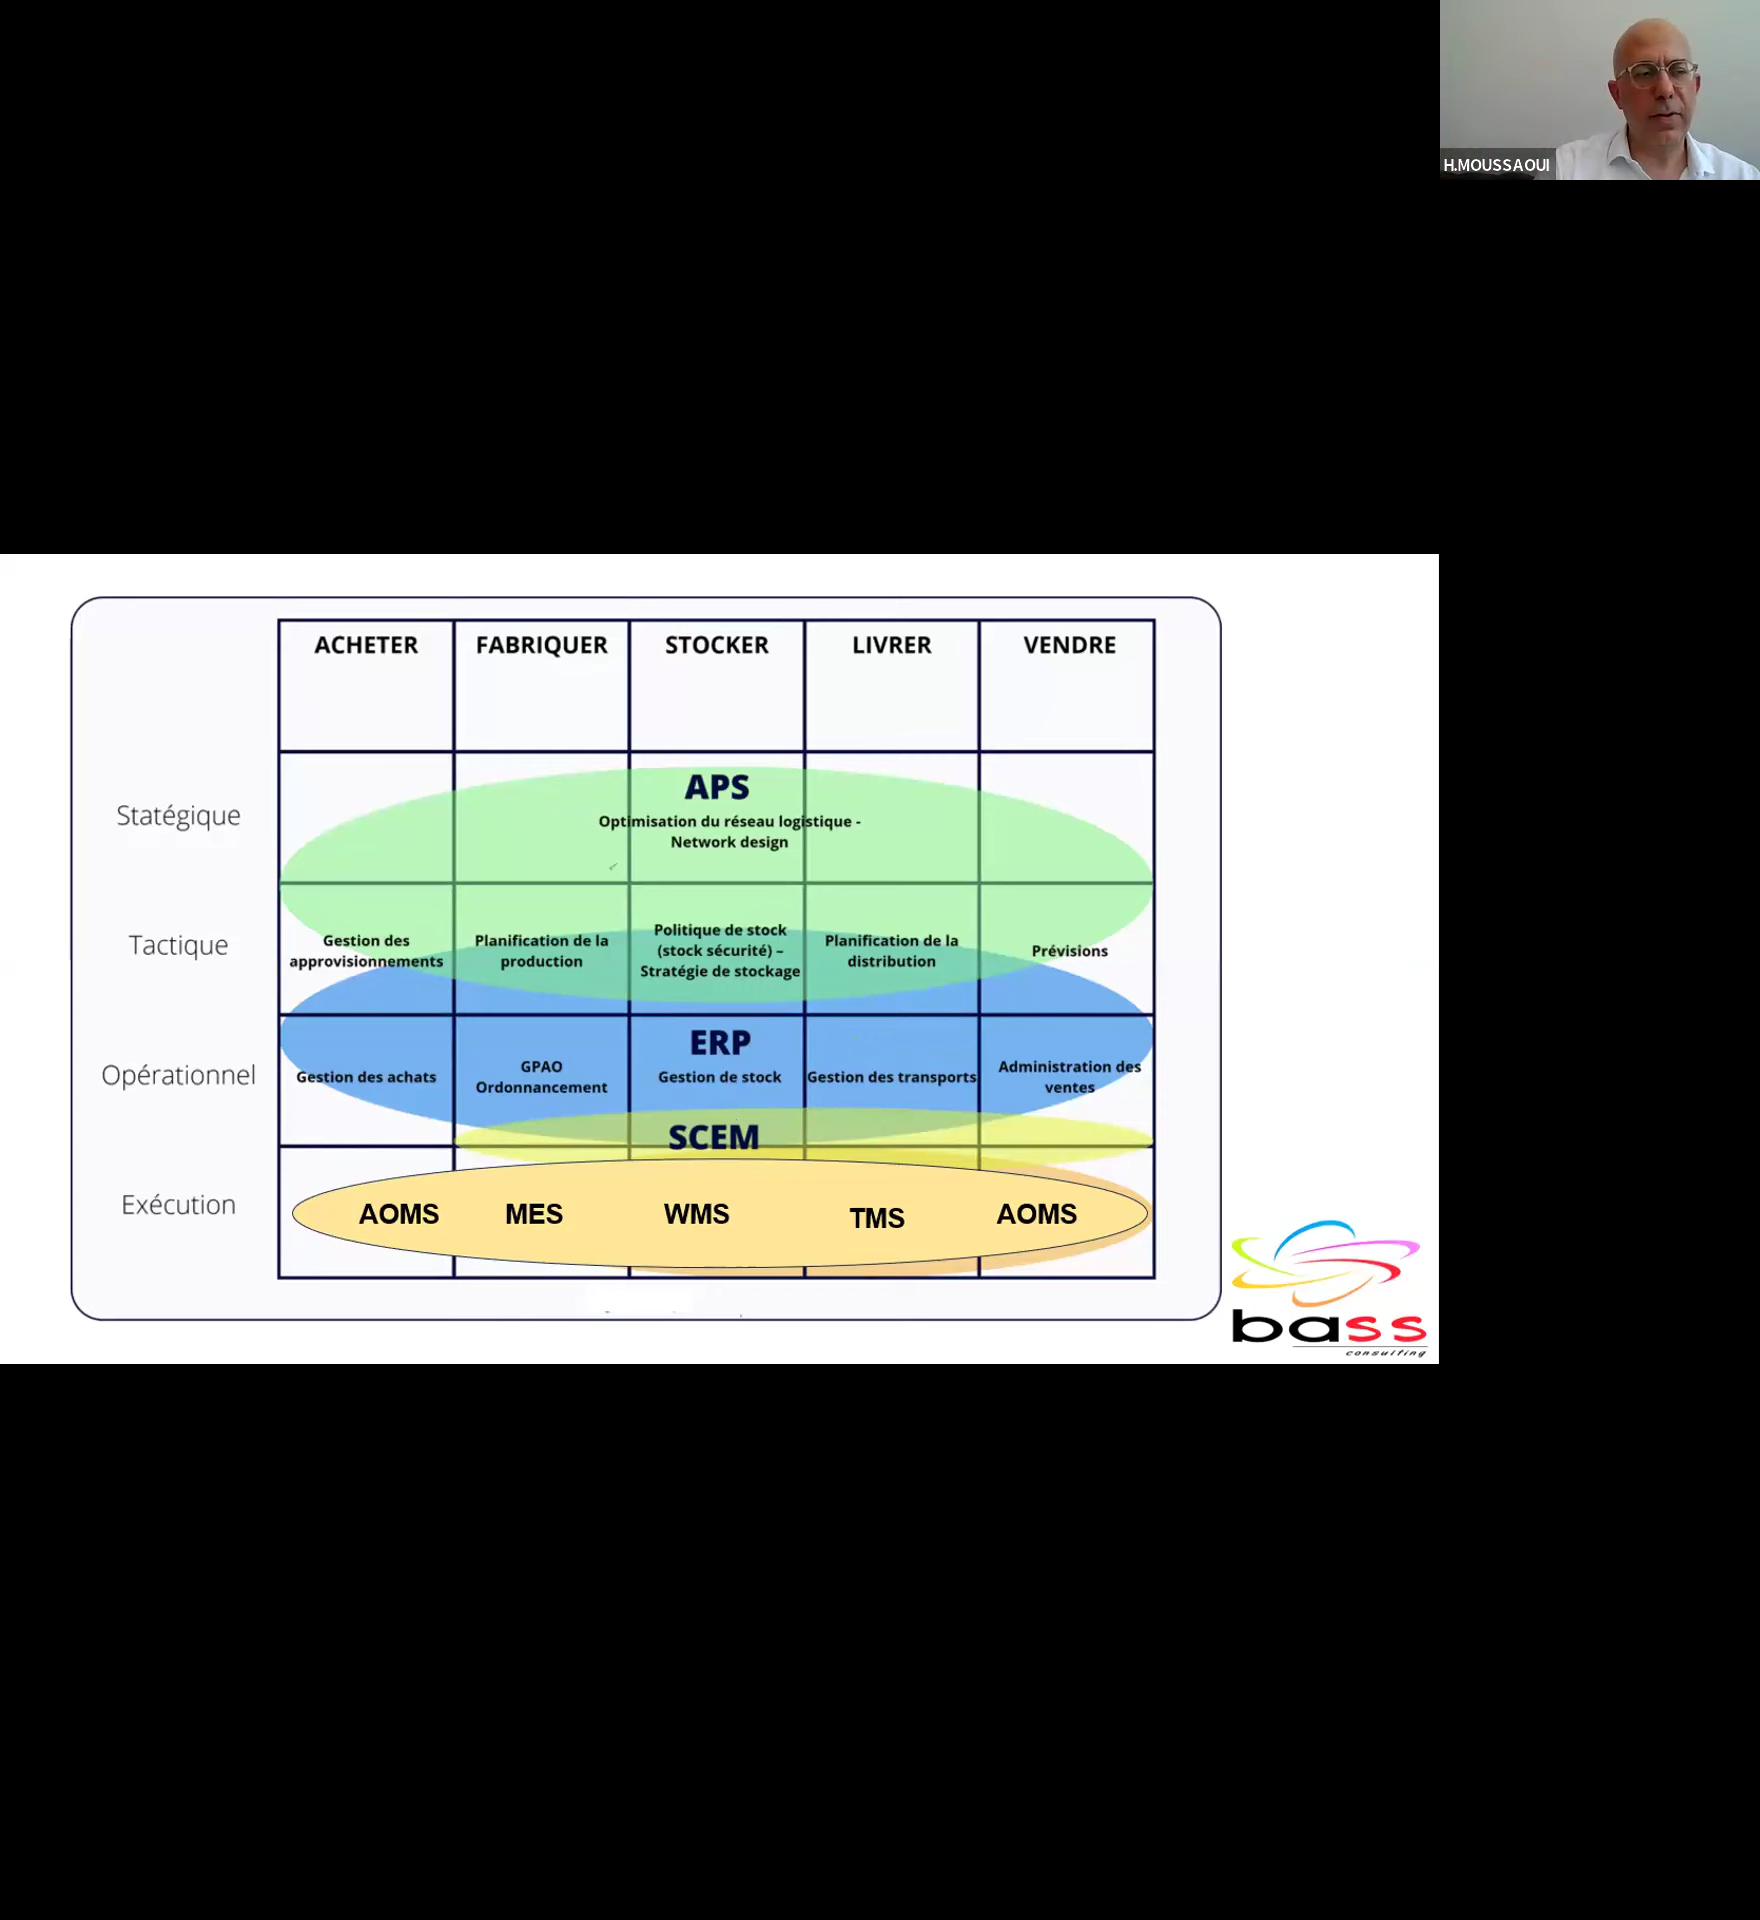 H.MOUSSAOUI
ACHETER FABRIQUER STOCKER LIVRER VENDRE
Statégique
APS
Optimisation du réseau logistique -
Network design
Tactique
Gestion des
approvisionnements
Planification de la
production
Politique de stock
(stock sécurité) –
Stratégie de stockage
Planification de la
distribution
Prévisions
Opérationnel
ERP
Gestion des achats
GPAO
Ordonnancement
Gestion de stock
Gestion des transports
Administration des
ventes
SCEM
Exécution
AOMS MES WMS TMS AOMS
bass
consulting